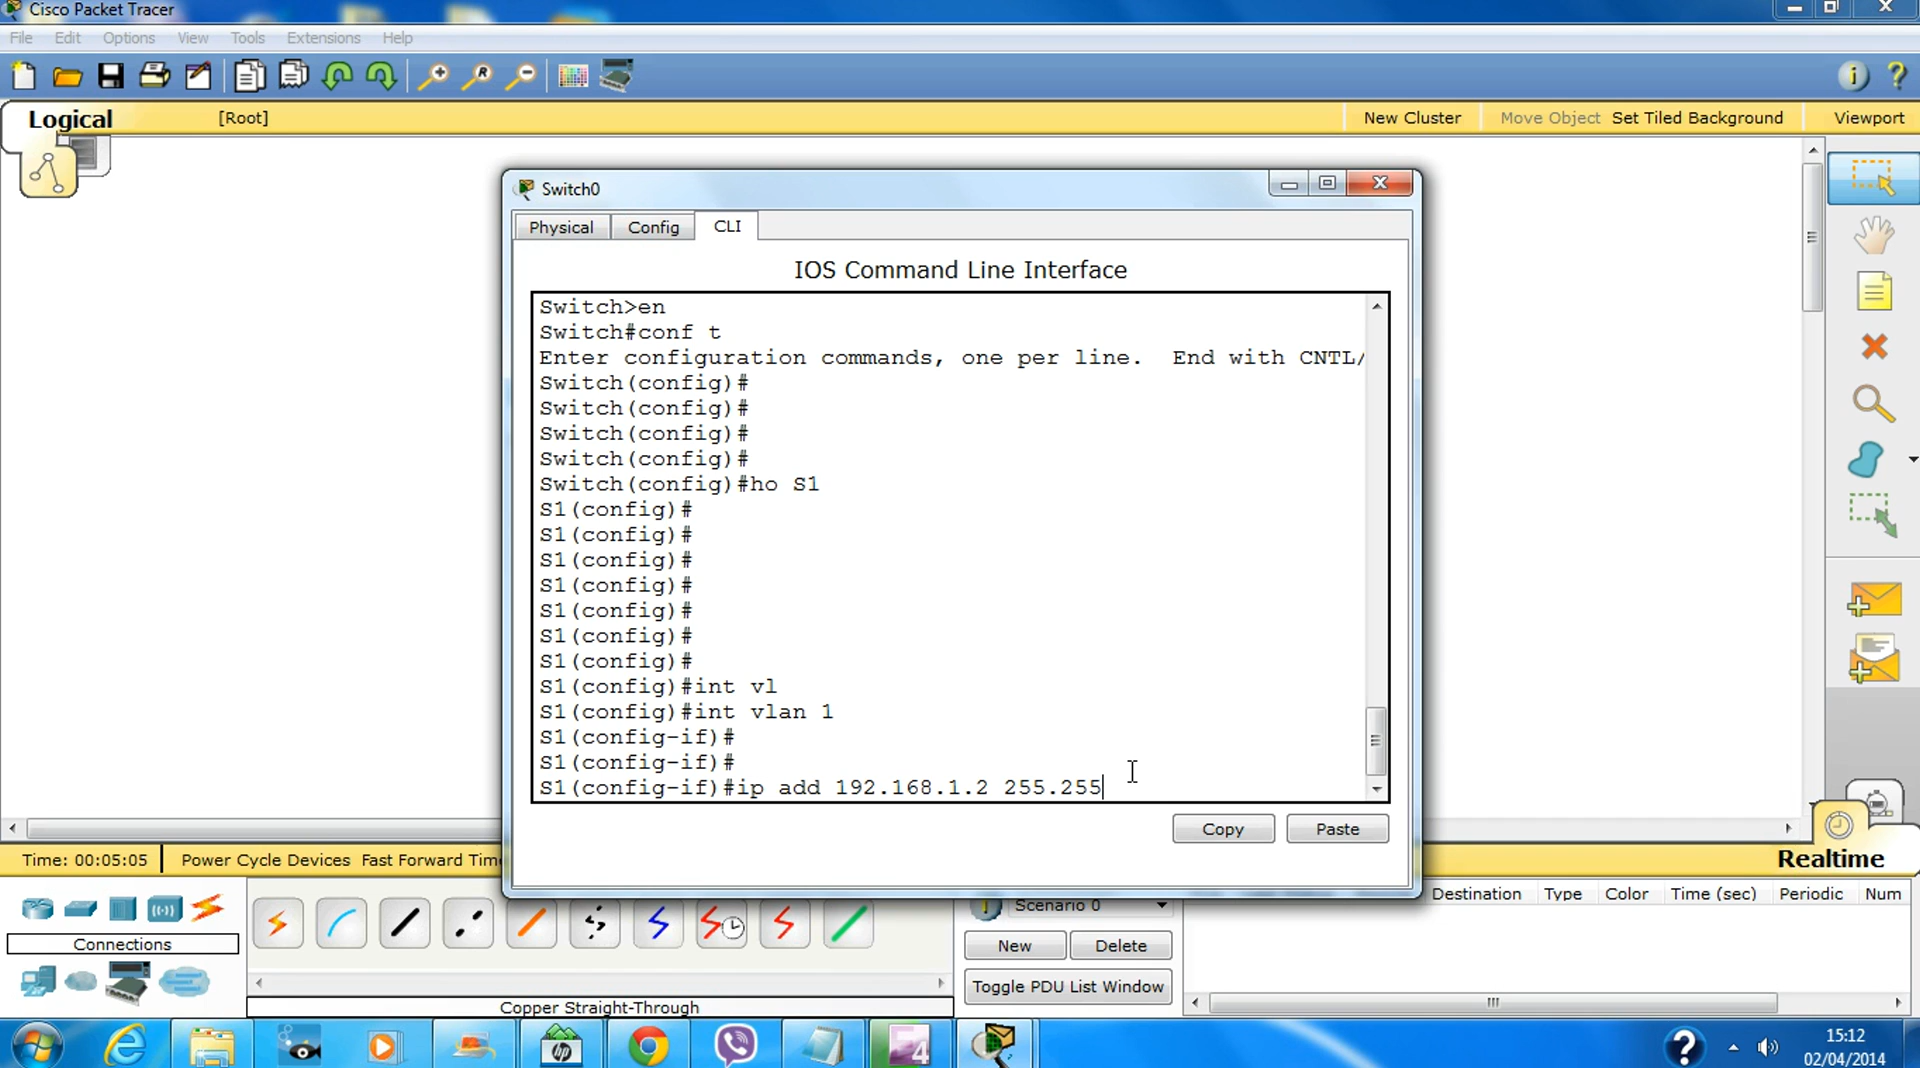 Cisco Packet Tracer
File Edit Options View Tools Extensions Help
Logical [Root] New Cluster Move Object Set Tiled Background Viewport
Switch0
Physical Config CLI
IOS Command Line Interface
Switch>en
Switch#conf t
Enter configuration commands, one per line.  End with CNTL/
Switch(config)#
Switch(config)#
Switch(config)#
Switch(config)#
Switch(config)#ho S1
S1(config)#
S1(config)#
S1(config)#
S1(config)#
S1(config)#
S1(config)#
S1(config)#
S1(config)#int vl
S1(config)#int vlan 1
S1(config-if)#
S1(config-if)#
S1(config-if)#ip add 192.168.1.2 255.255
Copy Paste
Time: 00:05:05 Power Cycle Devices Fast Forward Time Realtime
Scenario 0 Destination Type Color Time (sec) Periodic Num
Connections New Delete
Toggle PDU List Window
Copper Straight-Through
15:12
02/04/2014